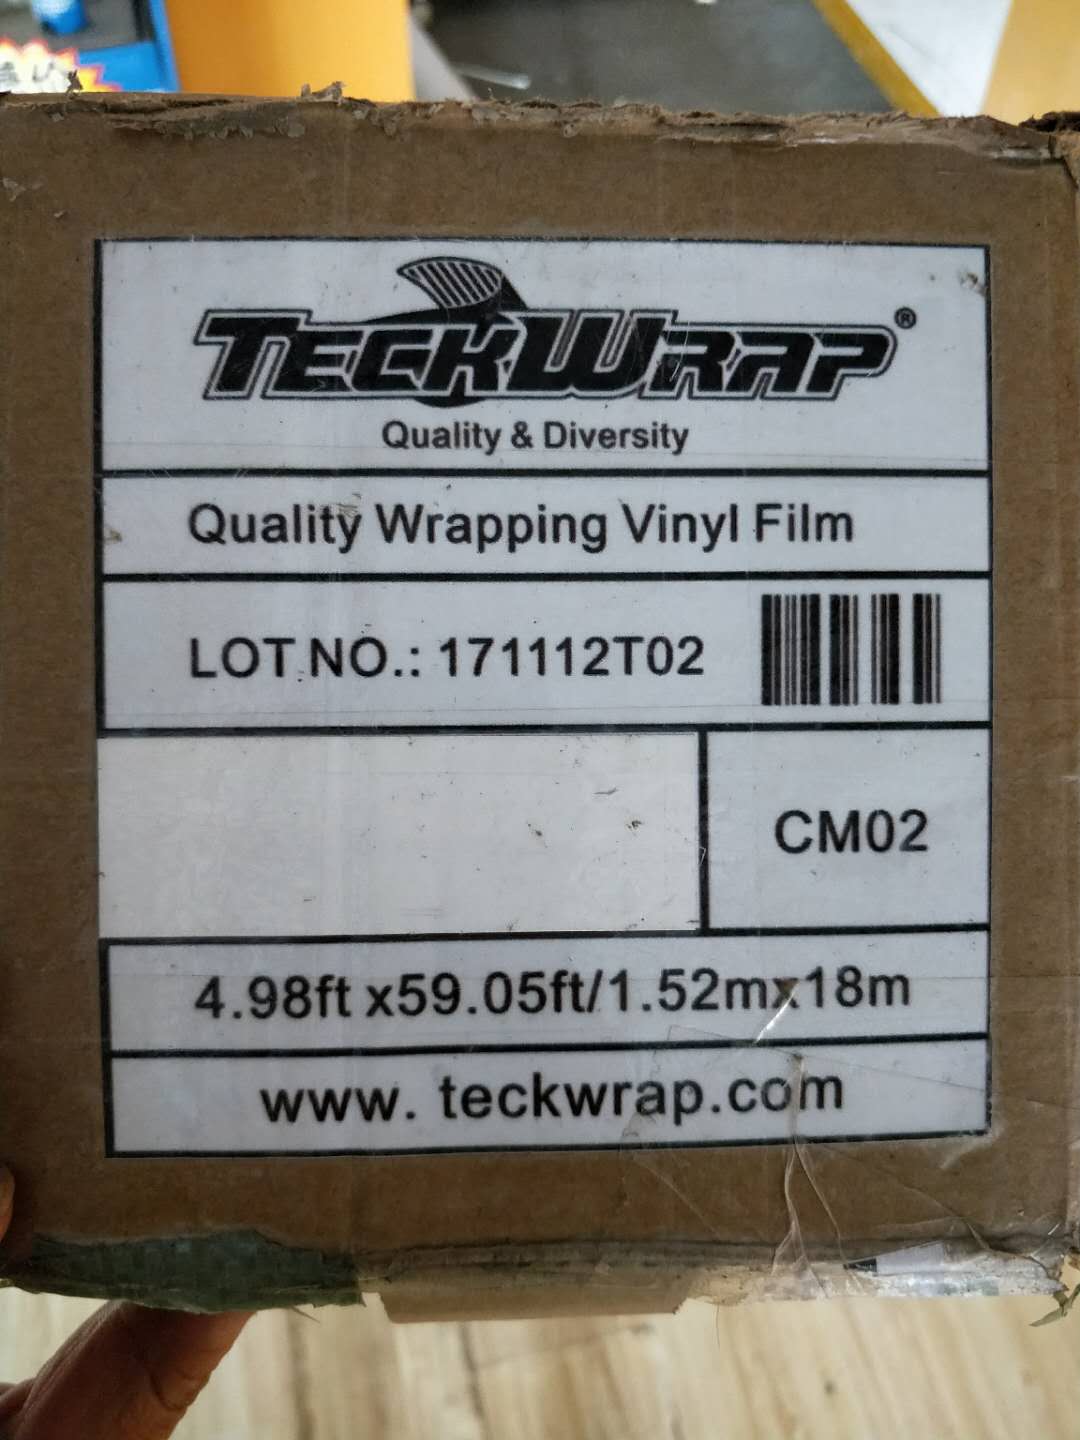 TECKWRAP®
Quality & Diversity
Quality Wrapping Vinyl Film
LOT NO.: 171112T02
CM02
4.98ft x59.05ft/1.52mx18m
www. teckwrap.com